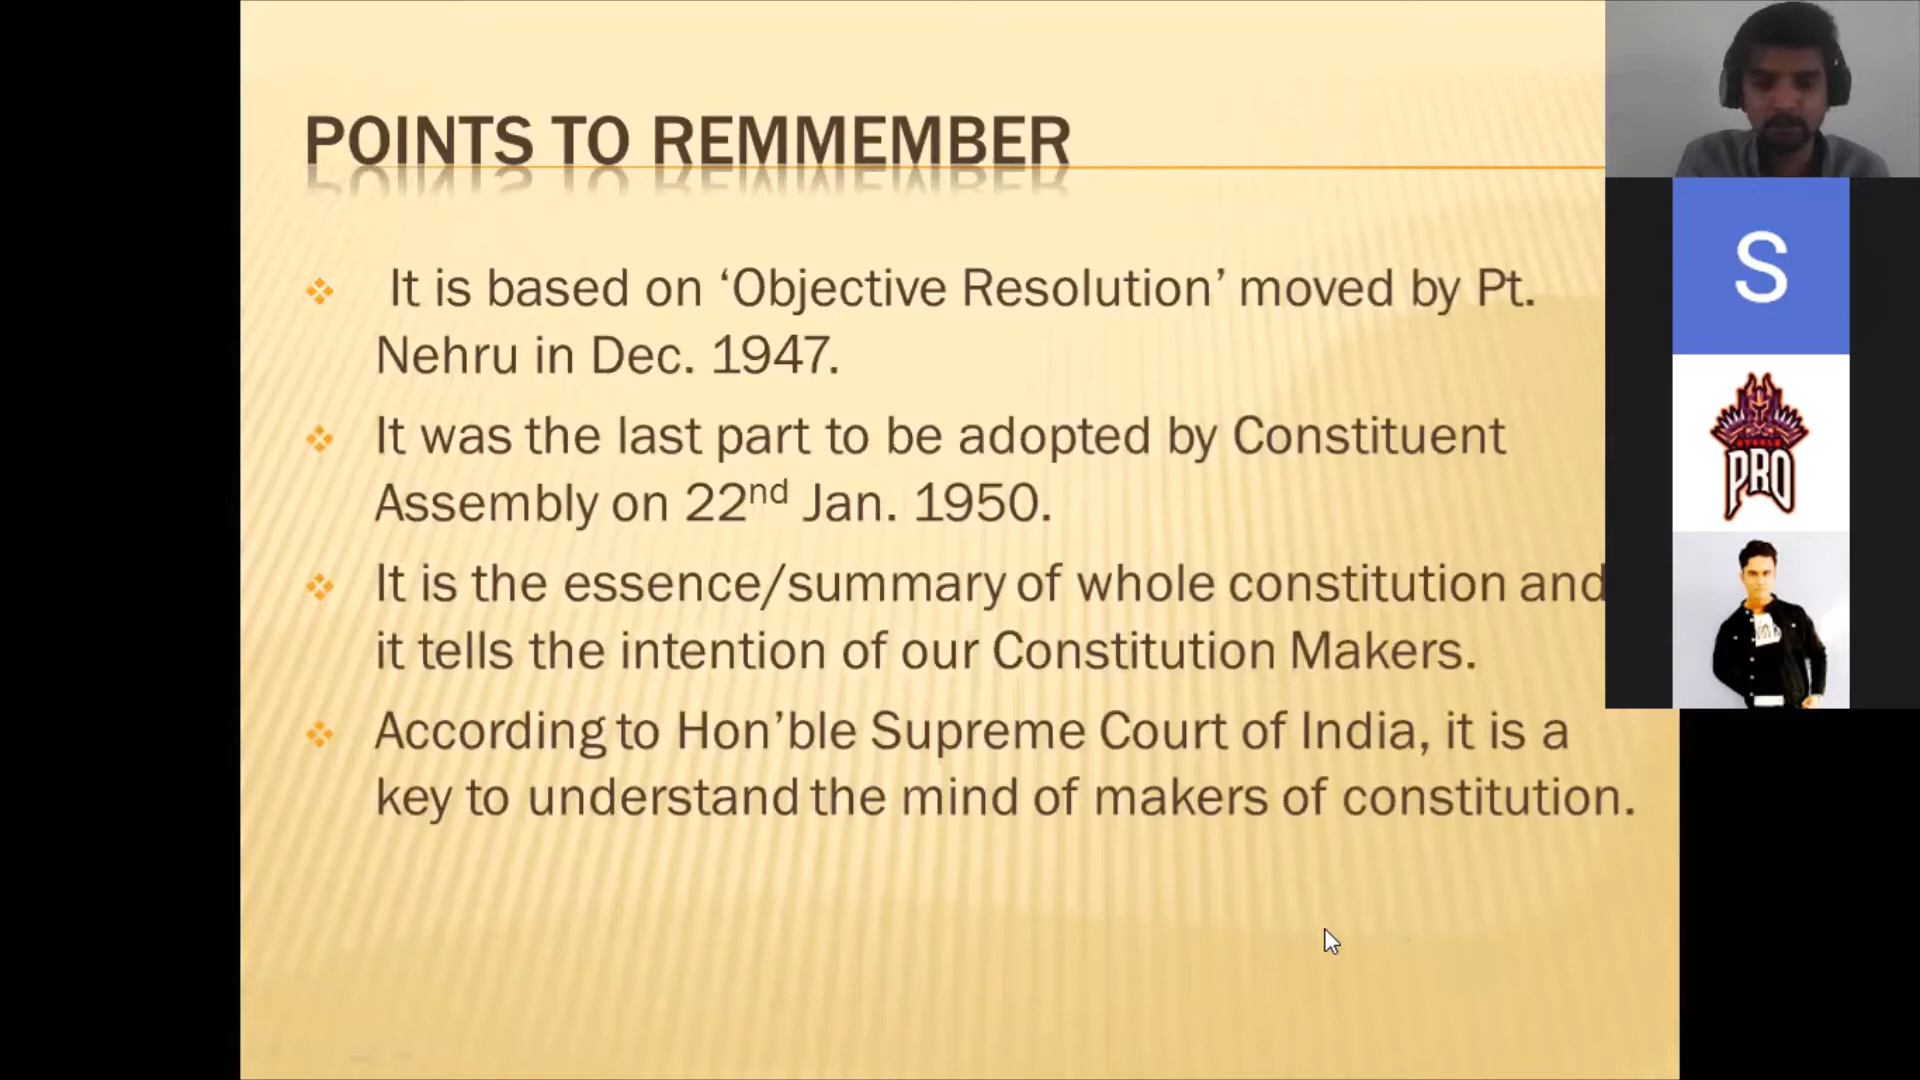 POINTS TO REMMEMBER
It is based on ‘Objective Resolution’ moved by Pt.
Nehru in Dec. 1947.
It was the last part to be adopted by Constituent
Assembly on 22nd Jan. 1950.
It is the essence/summary of whole constitution and
it tells the intention of our Constitution Makers.
According to Hon’ble Supreme Court of India, it is a
key to understand the mind of makers of constitution.
S
PRO